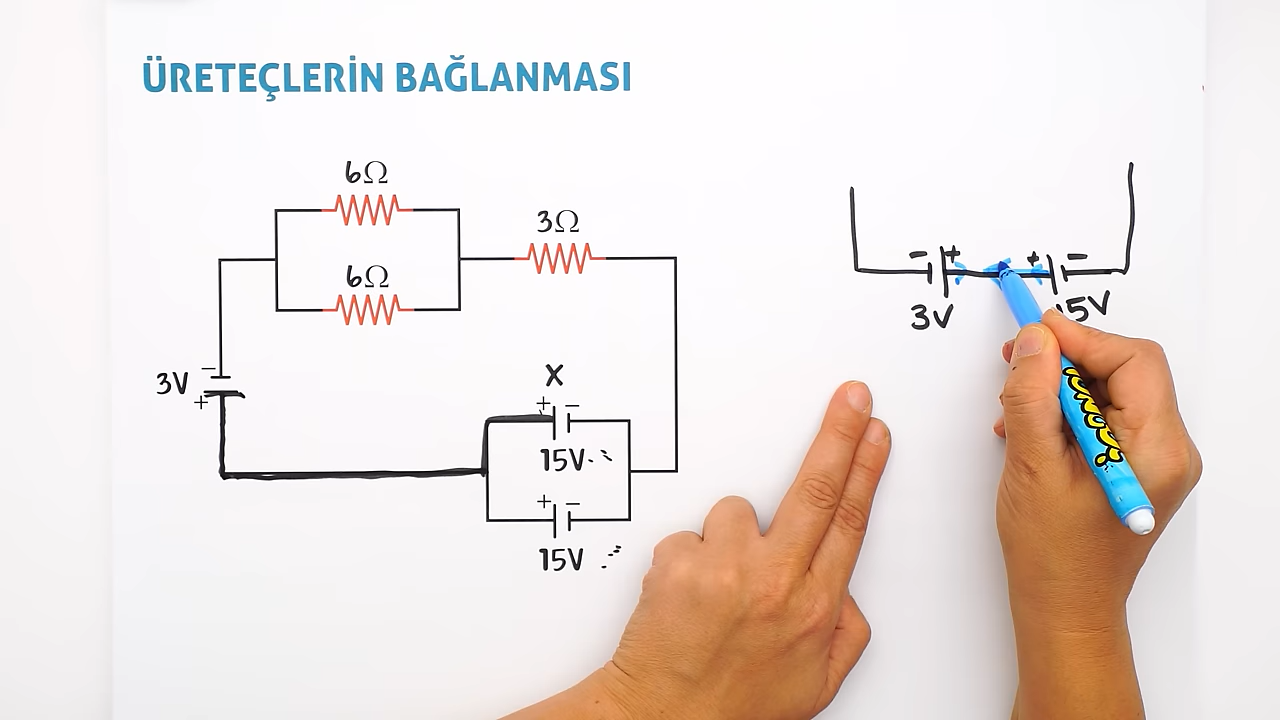 ÜRETEÇLERİN BAĞLANMASI
6Ω
3Ω
6Ω
3V
- +
X
+ -
15V
+ -
15V
- + + -
3V 15V